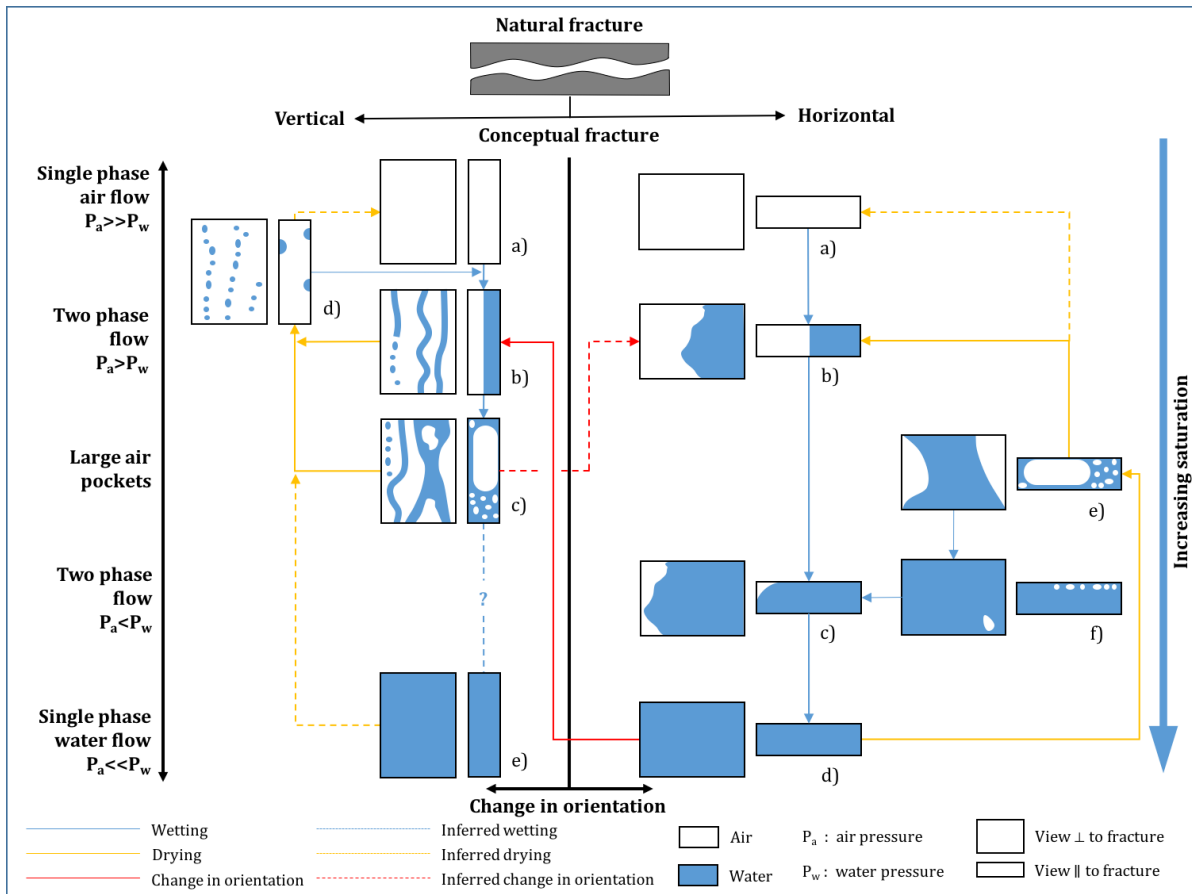 Natural fracture
Vertical
Horizontal
Conceptual fracture
Single phase
air flow
Pa>>Pw
a)
a)
d)
Two phase
flow
Pa>Pw
b)
b)
Large air
pockets
c)
e)
Increasing saturation
Two phase
flow
Pa<Pw
?
c)
f)
Single phase
water flow
Pa<<Pw
e)
d)
Change in orientation
Wetting
Inferred wetting
Air
Pa : air pressure
View ⊥ to fracture
Drying
Inferred drying
Change in orientation
Inferred change in orientation
Water
Pw : water pressure
View ∥ to fracture